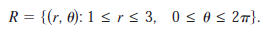 R = {(r, θ): 1 ≤ r ≤ 3, 0 ≤ θ ≤ 2π}.